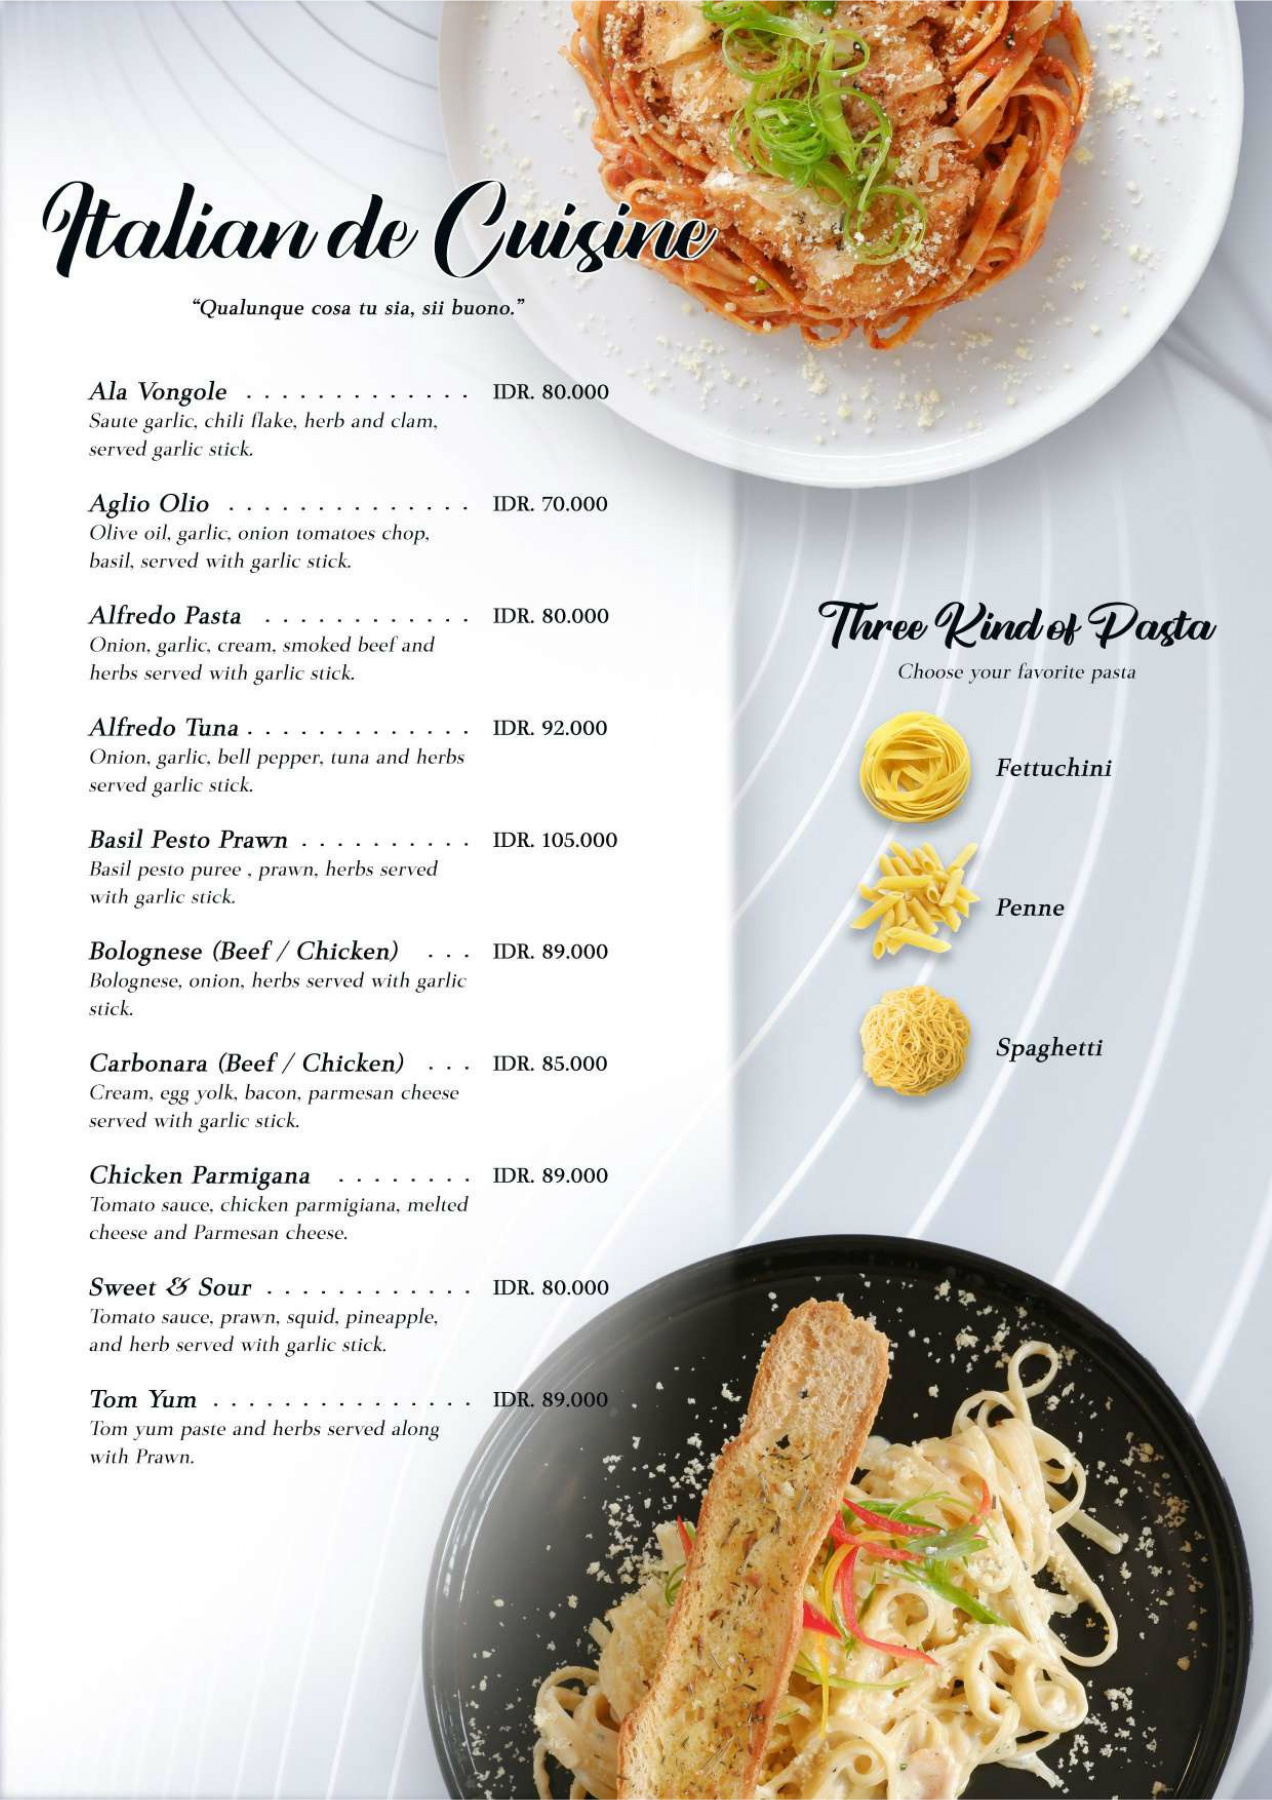 Italian de Cuisine
“Qualunque cosa tu sia, sii buono.”
Ala Vongole . . . . . . . . . . . . . IDR. 80.000
Saute garlic, chili flake, herb and clam,
served garlic stick.
Aglio Olio . . . . . . . . . . . . . . IDR. 70.000
Olive oil, garlic, onion tomatoes chop,
basil, served with garlic stick.
Alfredo Pasta . . . . . . . . . . . . IDR. 80.000
Onion, garlic, cream, smoked beef and
herbs served with garlic stick.
Alfredo Tuna . . . . . . . . . . . . . IDR. 92.000
Onion, garlic, bell pepper, tuna and herbs
served garlic stick.
Basil Pesto Prawn . . . . . . . . . . IDR. 105.000
Basil pesto puree , prawn, herbs served
with garlic stick.
Bolognese (Beef / Chicken) . . . IDR. 89.000
Bolognese, onion, herbs served with garlic
stick.
Carbonara (Beef / Chicken) . . . IDR. 85.000
Cream, egg yolk, bacon, parmesan cheese
served with garlic stick.
Chicken Parmigana . . . . . . . . IDR. 89.000
Tomato sauce, chicken parmigiana, melted
cheese and Parmesan cheese.
Sweet & Sour . . . . . . . . . . . . IDR. 80.000
Tomato sauce, prawn, squid, pineapple,
and herb served with garlic stick.
Tom Yum . . . . . . . . . . . . . . . IDR. 89.000
Tom yum paste and herbs served along
with Prawn.
Three Kind of Pasta
Choose your favorite pasta
Fettuchini
Penne
Spaghetti